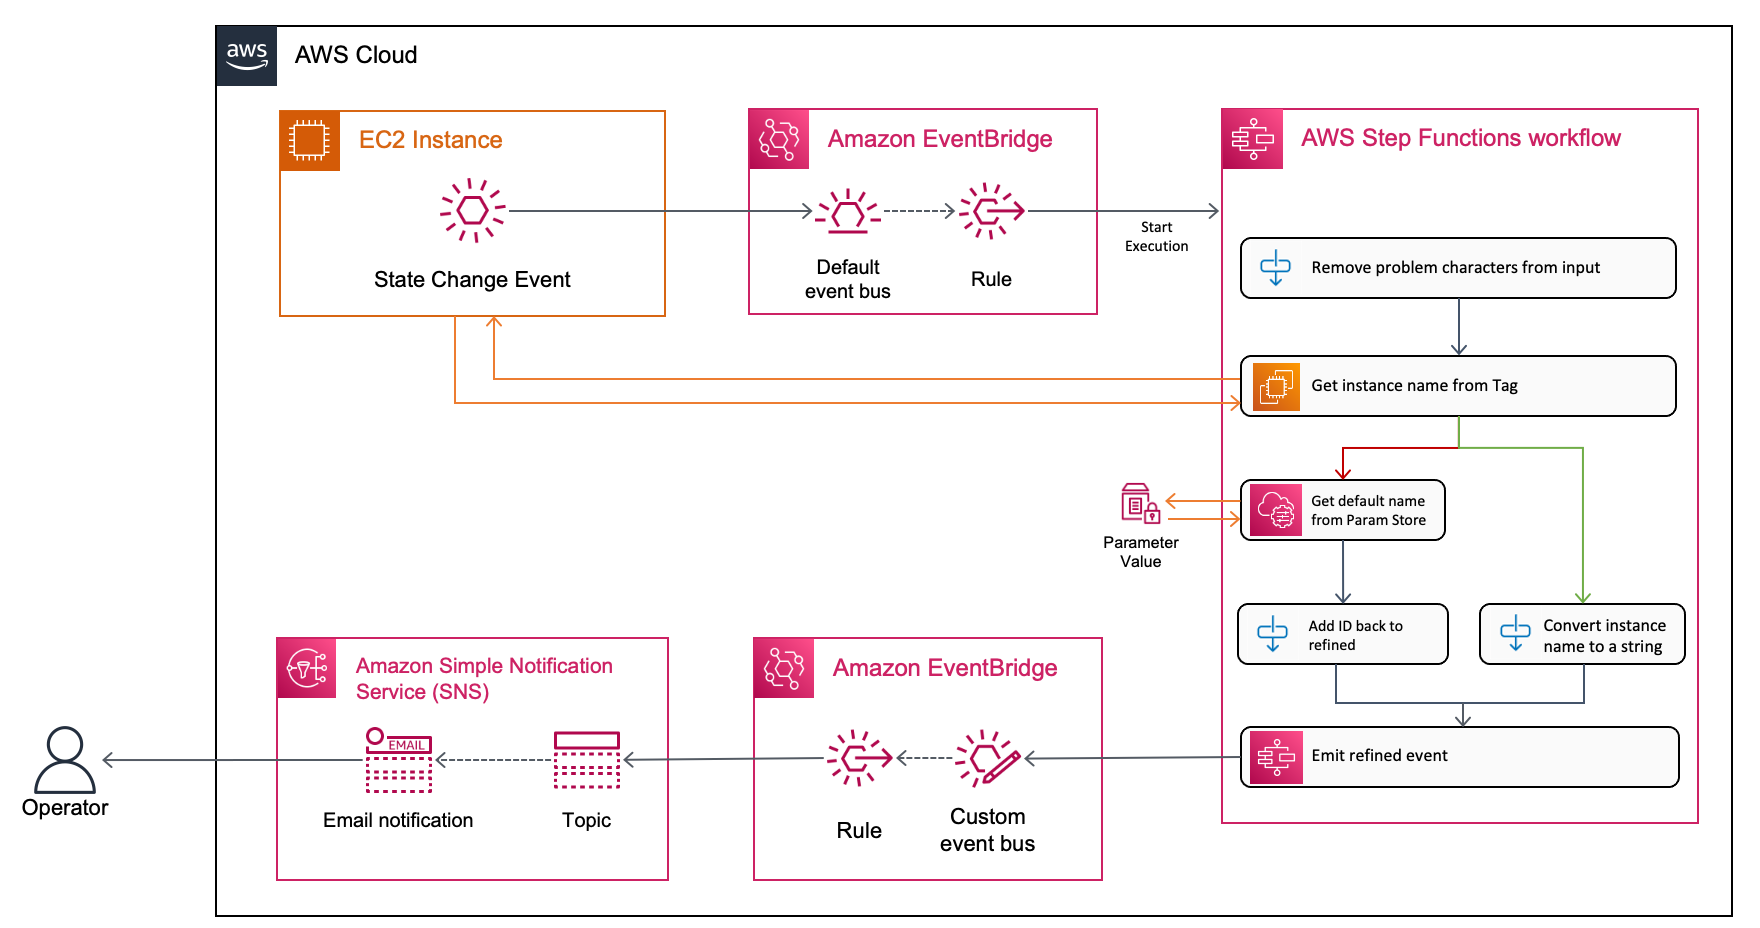 aws
AWS Cloud
EC2 Instance
State Change Event
Amazon EventBridge
Default
event bus
Rule
Start
Execution
AWS Step Functions workflow
Remove problem characters from input
Get instance name from Tag
Get default name
from Param Store
Parameter
Value
Add ID back to
refined
Convert instance
name to a string
Emit refined event
Amazon EventBridge
Custom
event bus
Rule
Amazon Simple Notification
Service (SNS)
EMAIL
Email notification
Topic
Operator